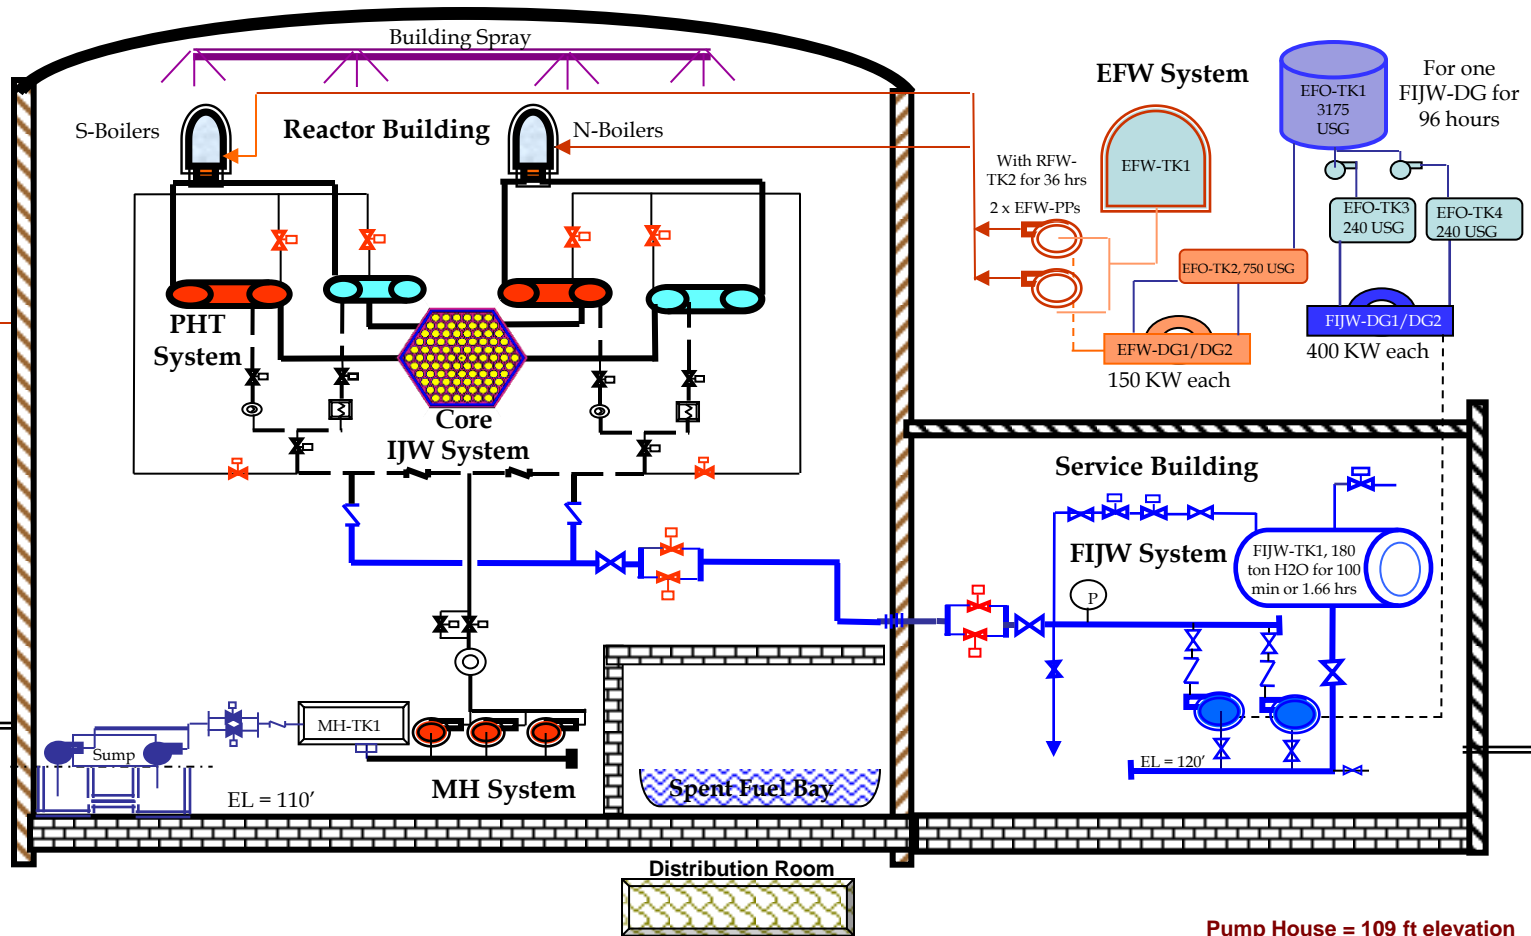 Building Spray
S-Boilers
Reactor Building
N-Boilers
EFW System
EFO-TK1
3175
USG
For one
FIJW-DG for
96 hours
With RFW-
TK2 for 36 hrs
2 x EFW-PPs
EFW-TK1
EFO-TK3
240 USG
EFO-TK4
240 USG
EFO-TK2, 750 USG
FIJW-DG1/DG2
400 KW each
EFW-DG1/DG2
150 KW each
PHT
System
Core
IJW System
Service Building
FIJW System
FIJW-TK1, 180
ton H2O for 100
min or 1.66 hrs
P
MH-TK1
Sump
MH System
EL = 110′
Spent Fuel Bay
EL = 120′
Distribution Room
Pump House = 109 ft elevation